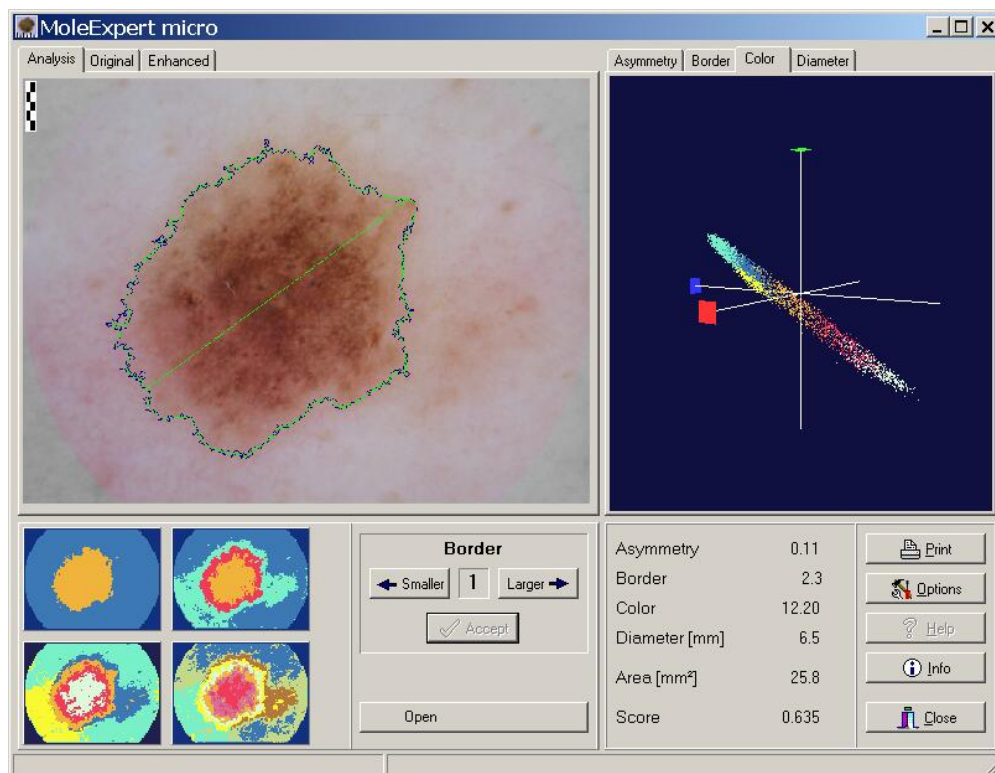 MoleExpert micro
Analysis Original Enhanced
Asymmetry Border Color Diameter
Border
Smaller 1 Larger
Accept
Open
Asymmetry 0.11
Border 2.3
Color 12.20
Diameter [mm] 6.5
Area [mm²] 25.8
Score 0.635
Print
Options
? Help
Info
Close